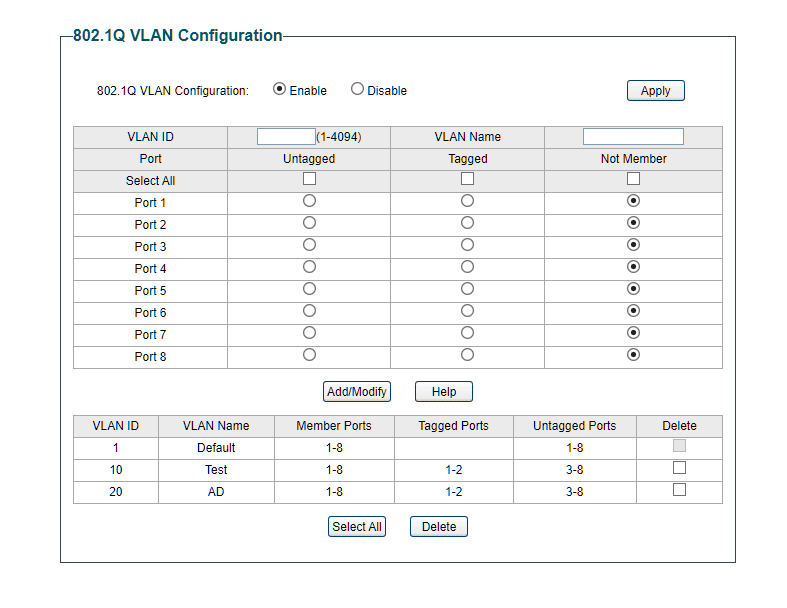 802.1Q VLAN Configuration
802.1Q VLAN Configuration: Enable Disable Apply
VLAN ID (1-4094) VLAN Name
Port Untagged Tagged Not Member
Select All
Port 1
Port 2
Port 3
Port 4
Port 5
Port 6
Port 7
Port 8
Add/Modify Help
VLAN ID VLAN Name Member Ports Tagged Ports Untagged Ports Delete
1 Default 1-8 1-8
10 Test 1-8 1-2 3-8
20 AD 1-8 1-2 3-8
Select All Delete